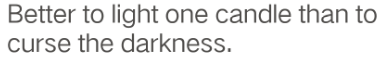 Better to light one candle than to
curse the darkness.